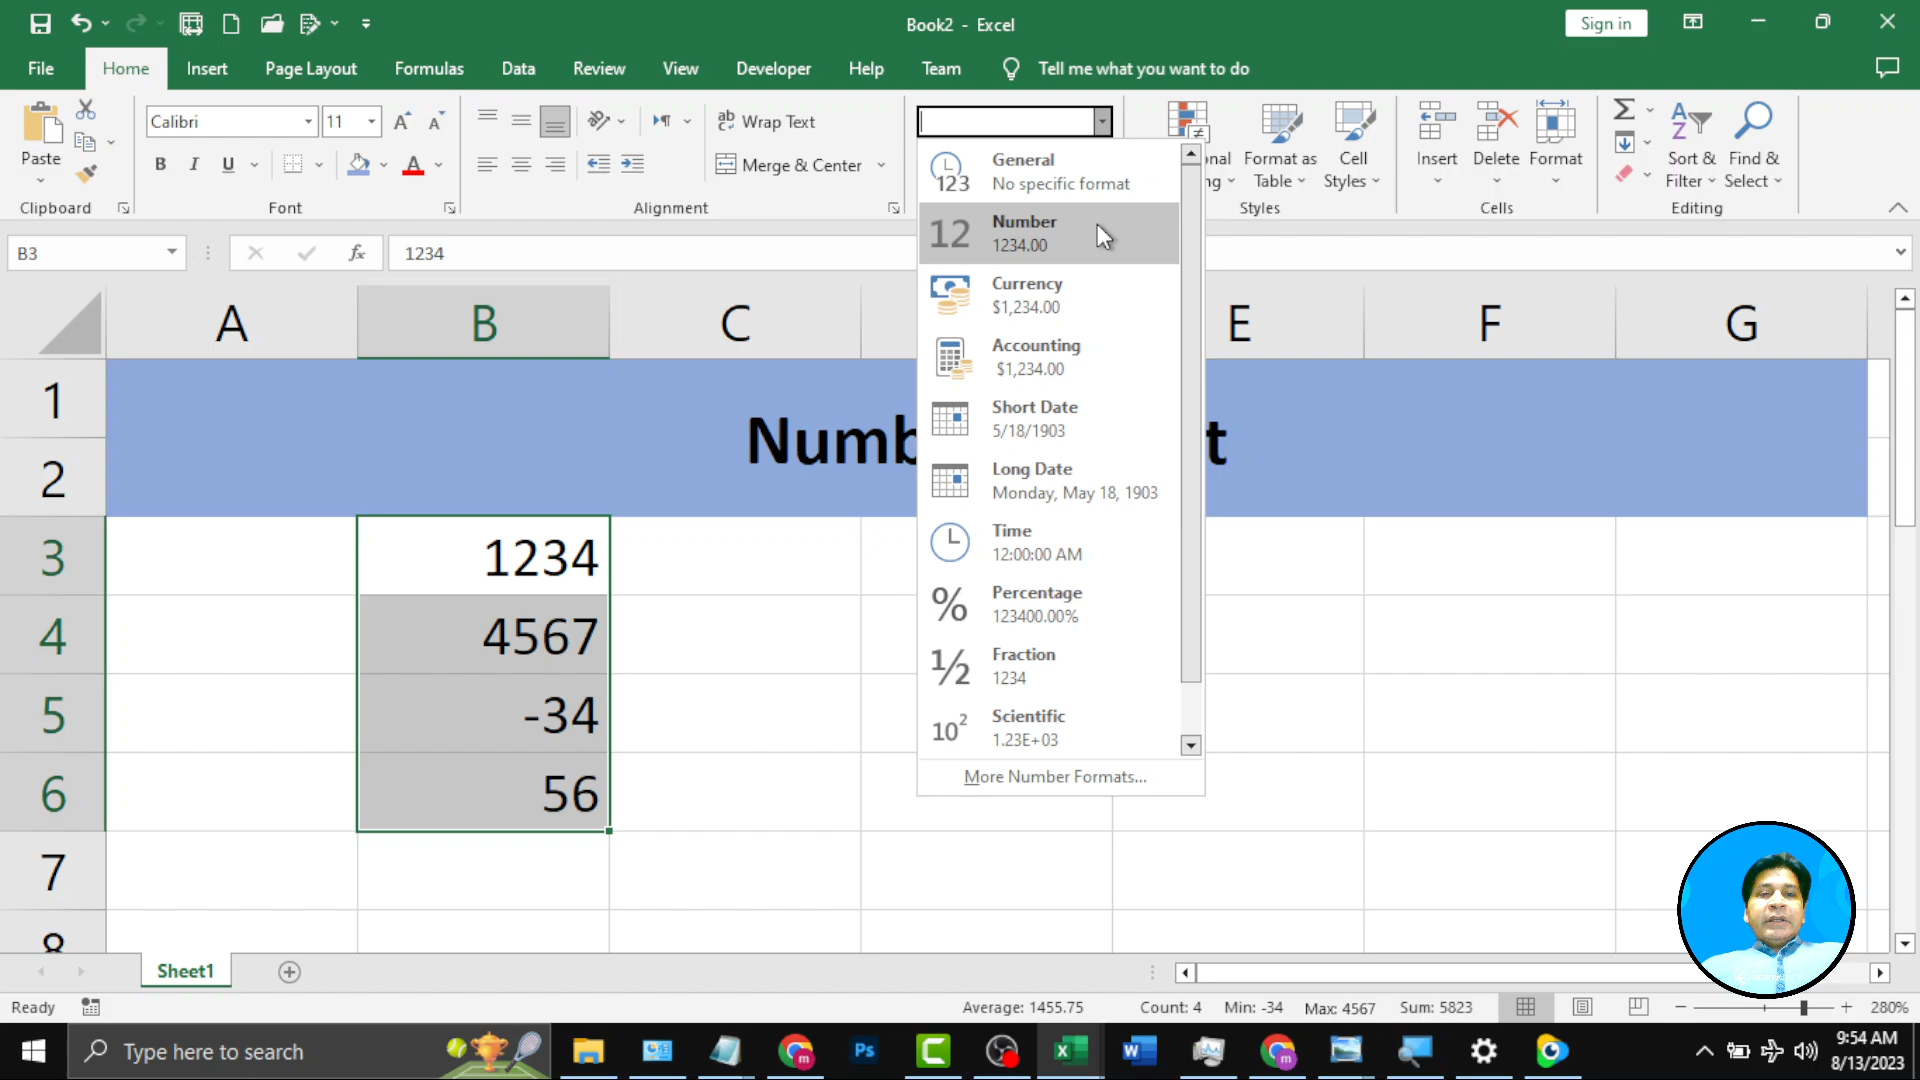 Book2 - Excel
Sign in
File Home Insert Page Layout Formulas Data Review View Developer Help Team Tell me what you want to do
Calibri 11 Wrap Text
Paste B I U Merge & Center
Format as Cell Insert Delete Format Sort & Find &
Table Styles Filter Select
Clipboard Font Alignment Styles Cells Editing
B3 fx 1234
General
No specific format
Number
1234.00
Currency
$1,234.00
Accounting
$1,234.00
Short Date
5/18/1903
Long Date
Monday, May 18, 1903
Time
12:00:00 AM
Percentage
123400.00%
Fraction
1234
Scientific
1.23E+03
More Number Formats...
A B C E F G
1
2
3 1234
4 4567
5 -34
6 56
7
8
Sheet1
Ready Average: 1455.75 Count: 4 Min: -34 Max: 4567 Sum: 5823 280%
Type here to search
9:54 AM
8/13/2023